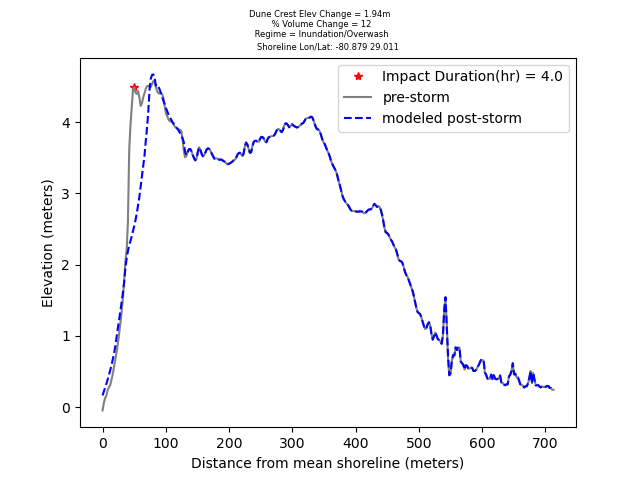 Dune Crest Elev Change = 1.94m
% Volume Change = 12
Regime = Inundation/Overwash
Shoreline Lon/Lat: -80.879 29.011
Impact Duration(hr) = 4.0
pre-storm
modeled post-storm
Elevation (meters)
4
3
2
1
0
0 100 200 300 400 500 600 700
Distance from mean shoreline (meters)